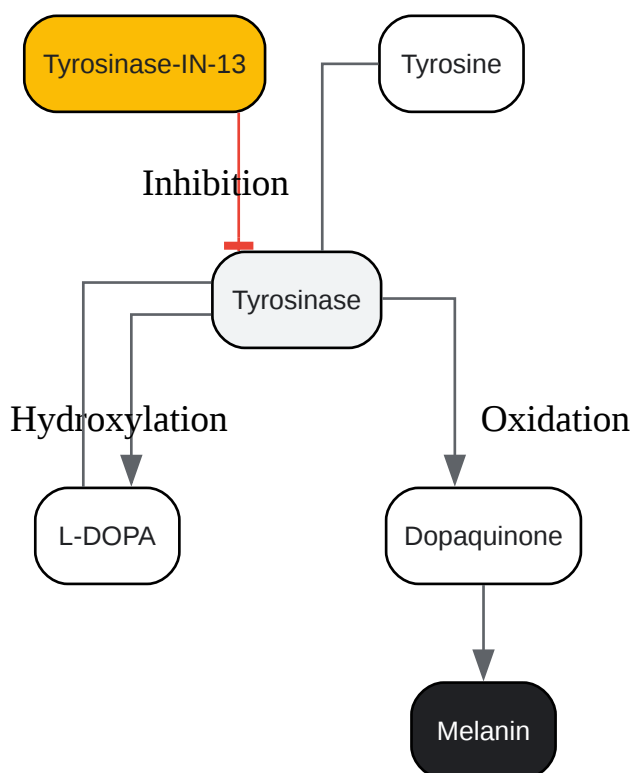 Tyrosinase-IN-13
Tyrosine
Inhibition
Tyrosinase
Hydroxylation
Oxidation
L-DOPA
Dopaquinone
Melanin